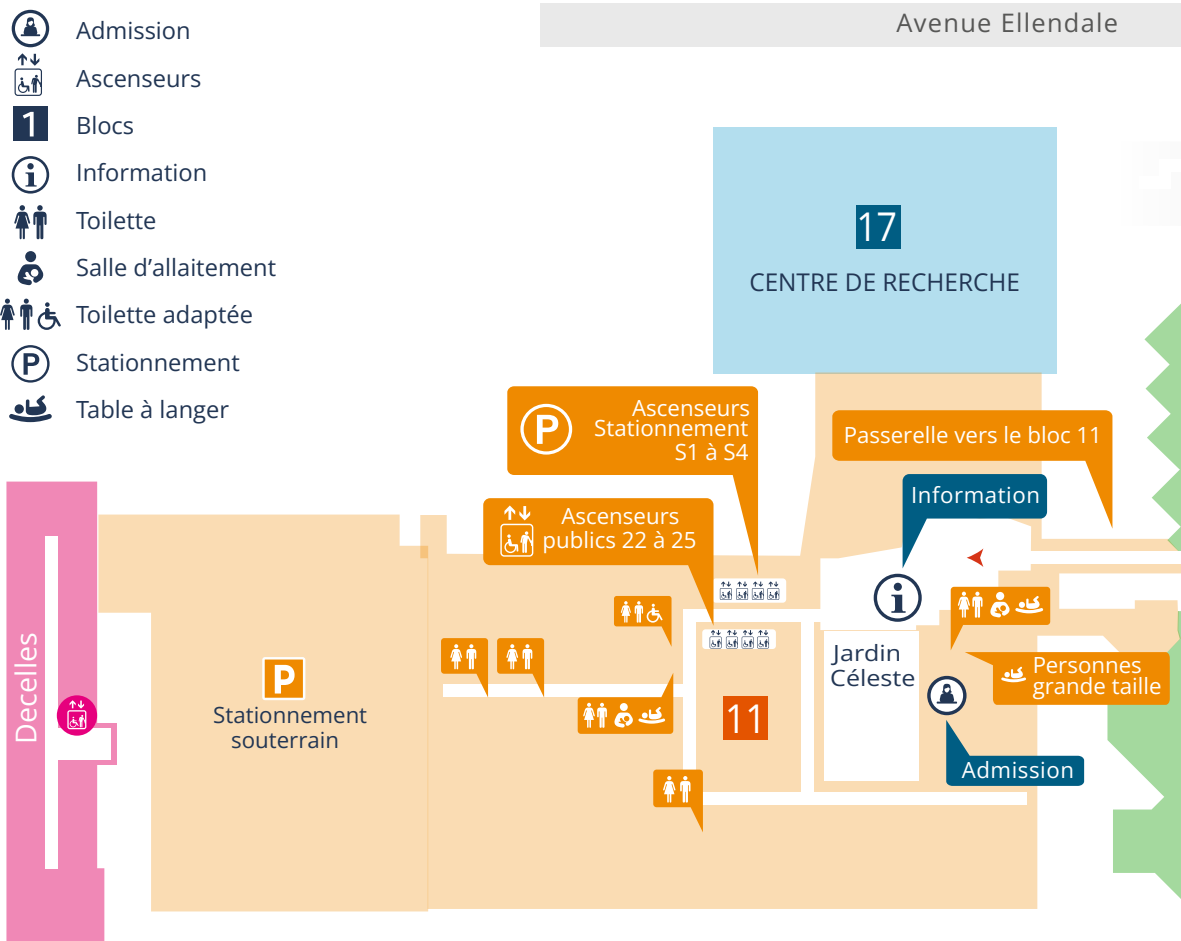 Admission
Ascenseurs
1
Blocs
i
Information
Toilette
Salle d’allaitement
Toilette adaptée
P
Stationnement
Table à langer
Avenue Ellendale
17
CENTRE DE RECHERCHE
P
Ascenseurs
Stationnement
S1 à S4
Passerelle vers le bloc 11
Information
Ascenseurs
publics 22 à 25
i
Decelles
P
Stationnement
souterrain
11
Jardin
Céleste
Personnes
grande taille
Admission